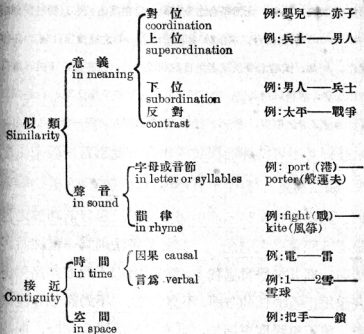 對位 例：嬰兒——赤子
coordination
上位 例：兵士——男人
superordination
意義
in meaning
下位 例：男人——兵士
subordination
反對 例：太平——戰爭
contrast
似類
Similarity
字母或音節 例：port（港）——
in letter or syllables porter（般運夫）
聲音
in sound
韻律 例：fight（戰）——
in rhyme kite（風箏）
時間 因果 causal 例：電——雷
in time
接近 言寫 verbal 例：1——2雪——
Contiguity 雪球
空間 例：把手——鎖
in space